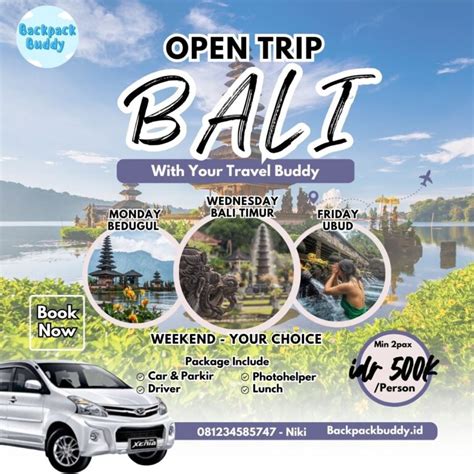 Backpack
Buddy
OPEN TRIP
BALI
With Your Travel Buddy
MONDAY
BEDUGUL
WEDNESDAY
BALI TIMUR
FRIDAY
UBUD
Book
Now
WEEKEND - YOUR CHOICE
Package Include
Car & Parkir
Driver
Photohelper
Lunch
Min 2pax
idr 500K
/Person
XENIA
081234585747 - Niki
Backpackbuddy.id